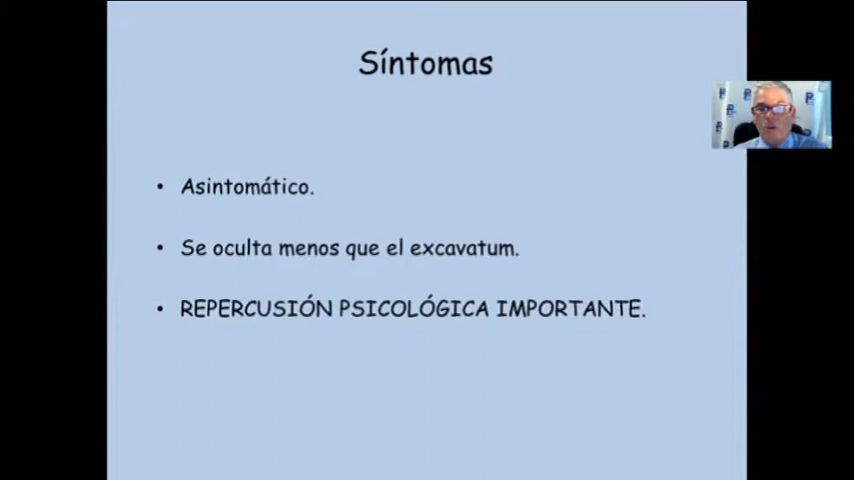 Síntomas
• Asintomático.
• Se oculta menos que el excavatum.
• REPERCUSIÓN PSICOLÓGICA IMPORTANTE.